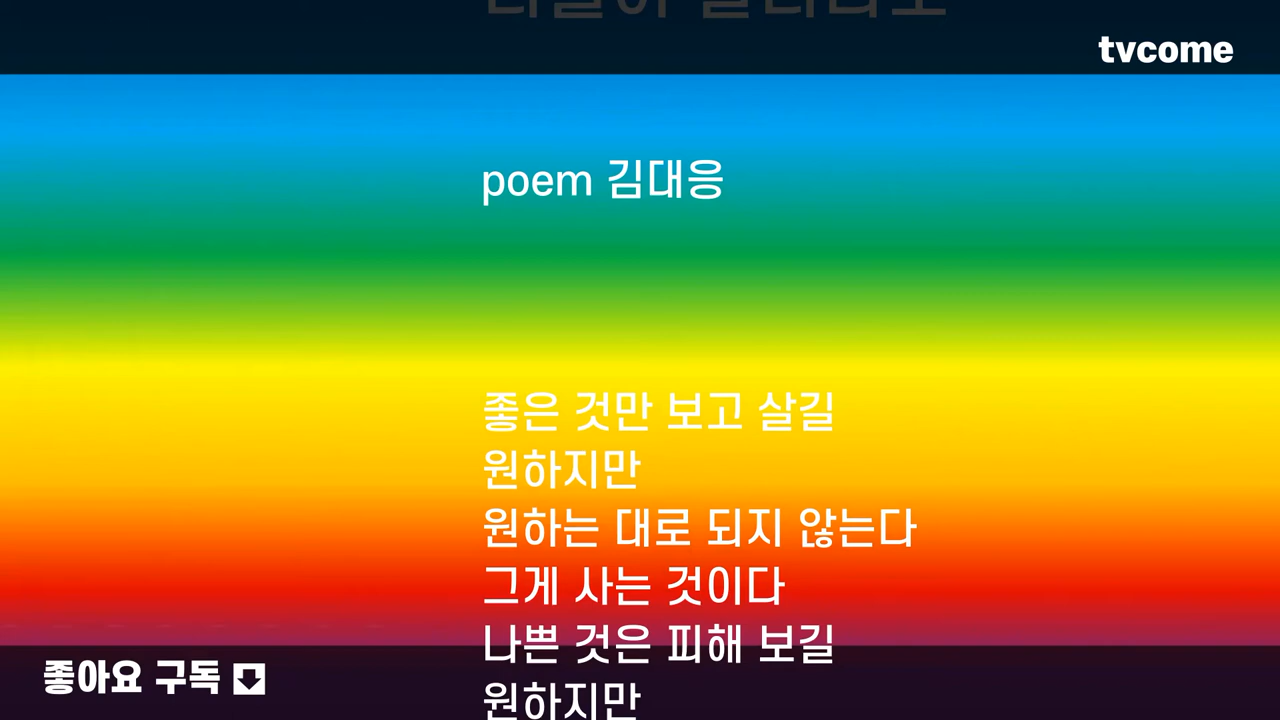 tvcome
poem 김대응
좋은 것만 보고 살길
원하지만
원하는 대로 되지 않는다
그게 사는 것이다
나쁜 것은 피해 보길
원하지만
좋아요 구독